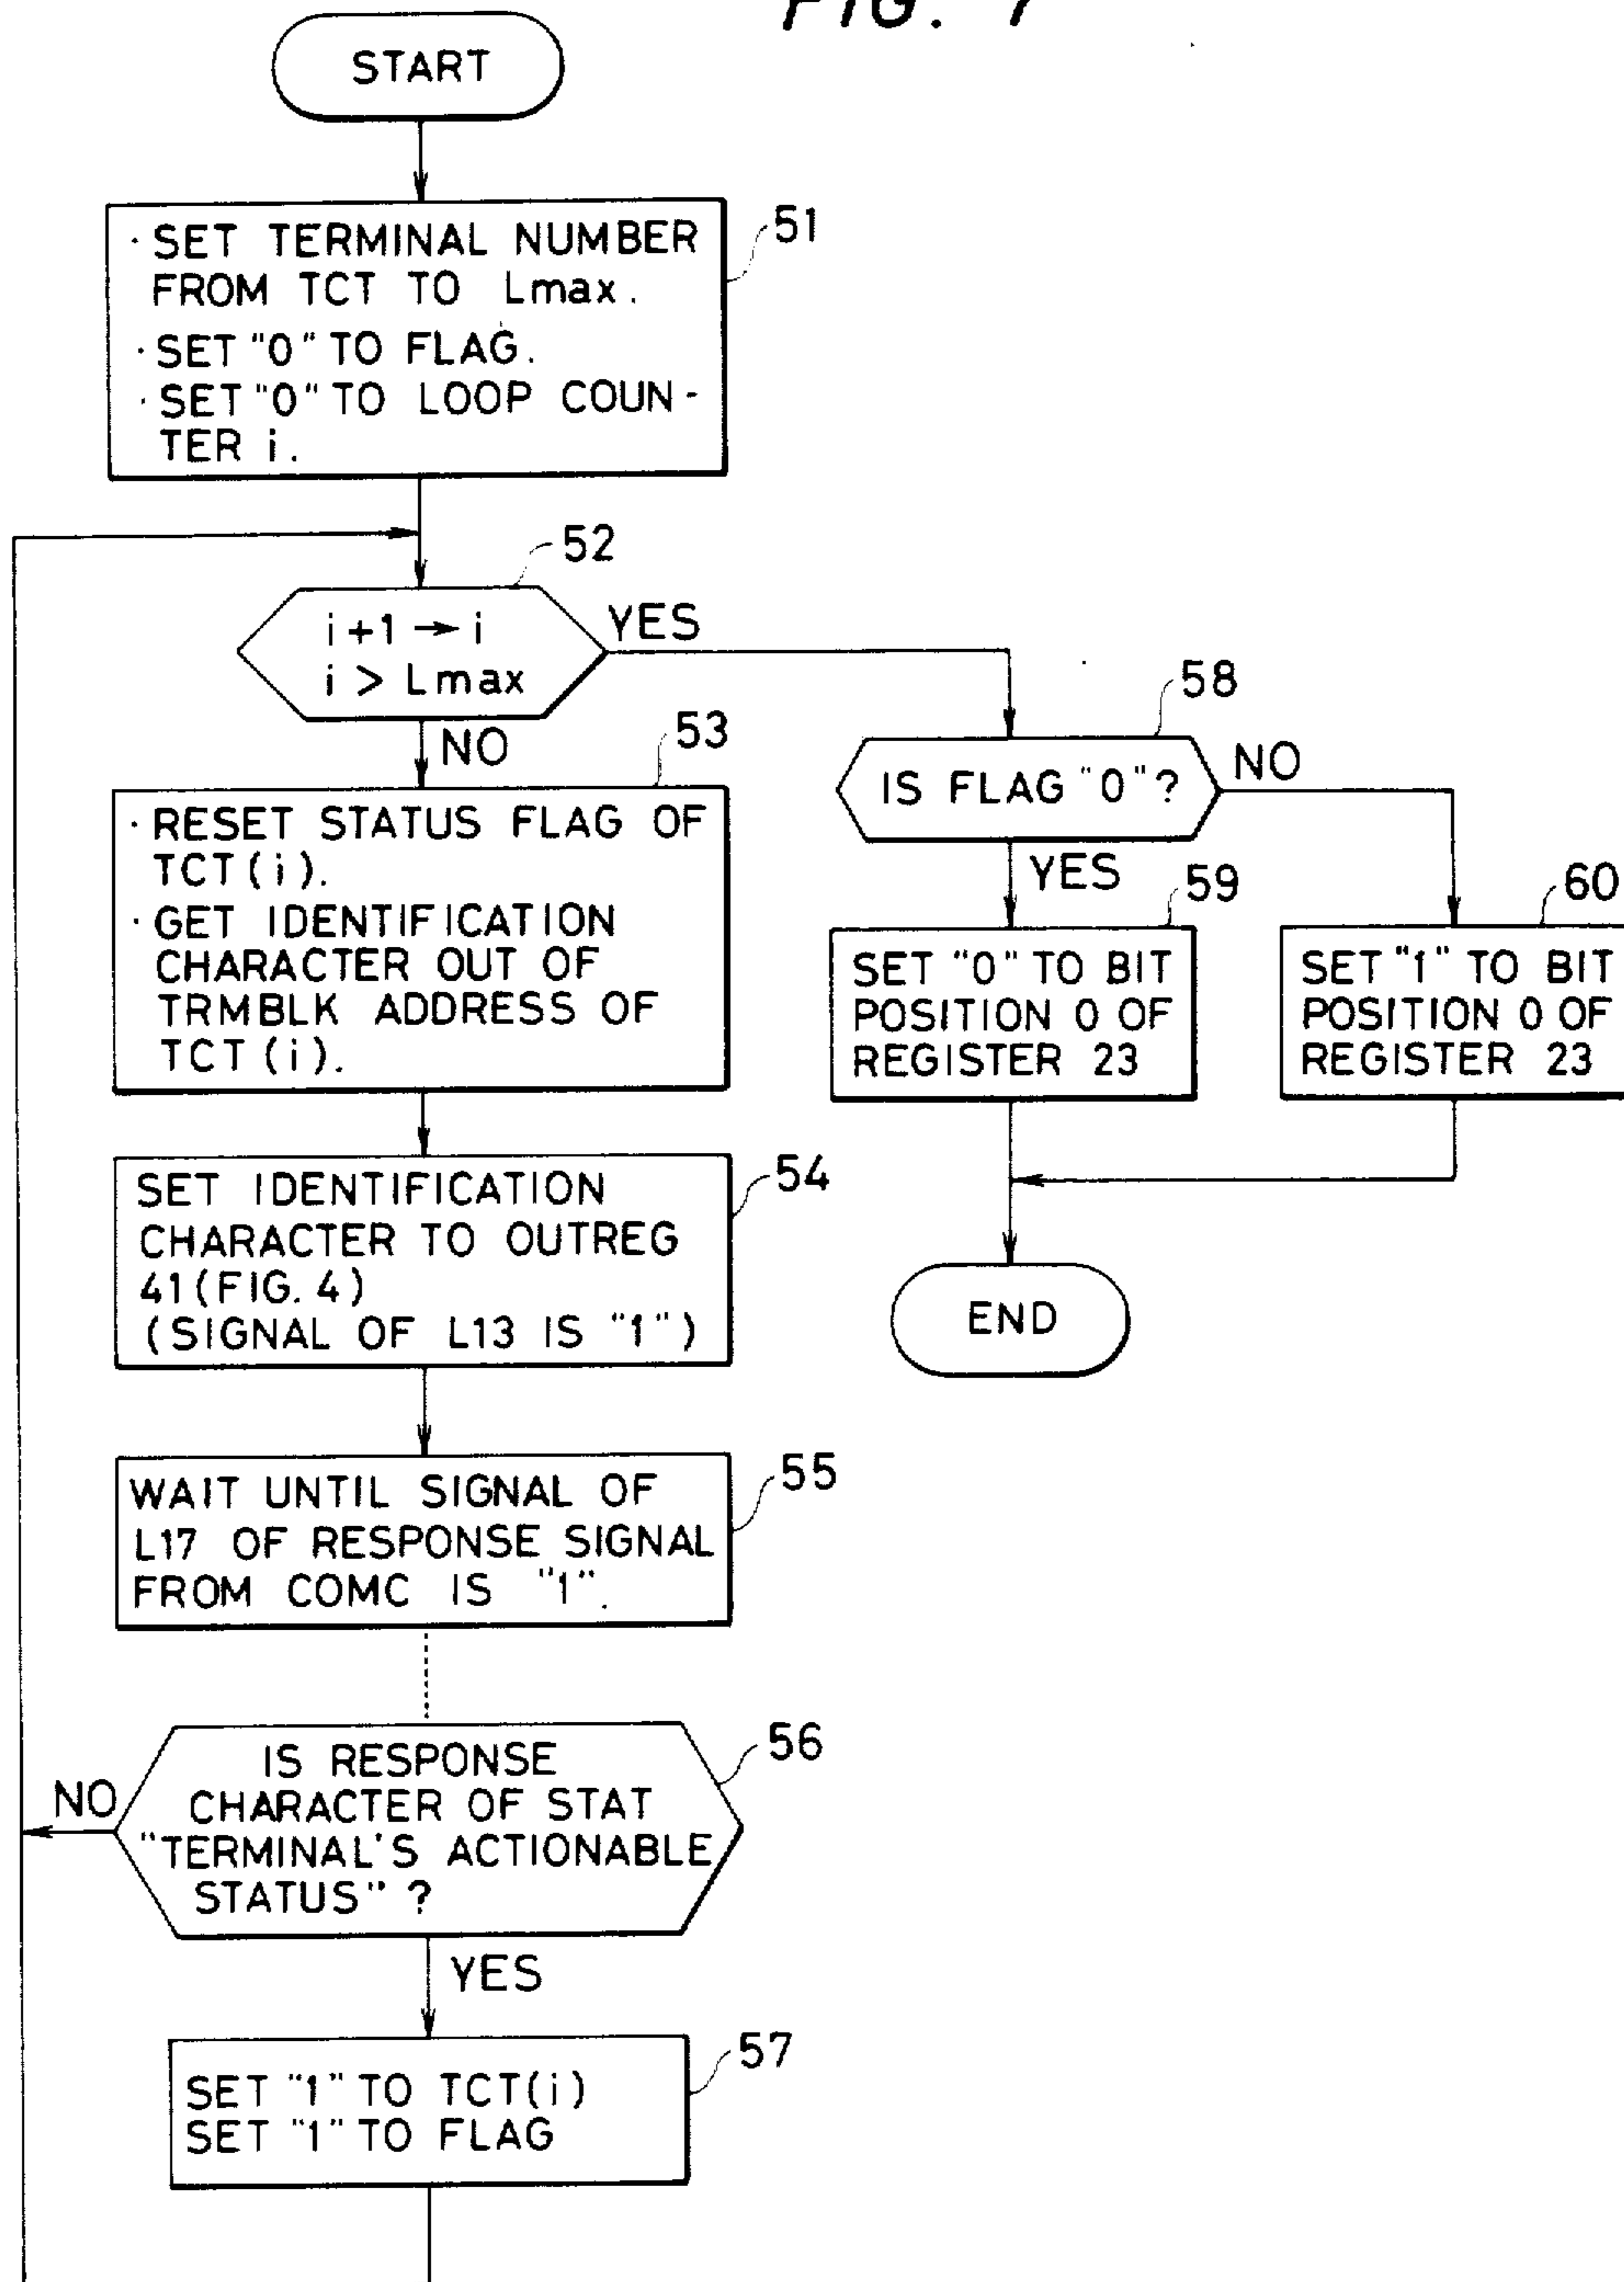 FIG. 7
START
· SET TERMINAL NUMBER
FROM TCT TO Lmax.
· SET "0" TO FLAG.
· SET "0" TO LOOP COUN-
TER i.
51
52
i+1 → i
i > Lmax
YES
NO
53
· RESET STATUS FLAG OF
TCT(i).
· GET IDENTIFICATION
CHARACTER OUT OF
TRMBLK ADDRESS OF
TCT(i).
54
SET IDENTIFICATION
CHARACTER TO OUTREG
41(FIG. 4)
(SIGNAL OF L13 IS "1")
55
WAIT UNTIL SIGNAL OF
L17 OF RESPONSE SIGNAL
FROM COMC IS "1".
56
IS RESPONSE
CHARACTER OF STAT
"TERMINAL'S ACTIONABLE
STATUS" ?
NO
YES
57
SET "1" TO TCT(i)
SET "1" TO FLAG
58
IS FLAG "0" ?
NO
YES
59
SET "0" TO BIT
POSITION 0 OF
REGISTER 23
60
SET "1" TO BIT
POSITION 0 OF
REGISTER 23
END